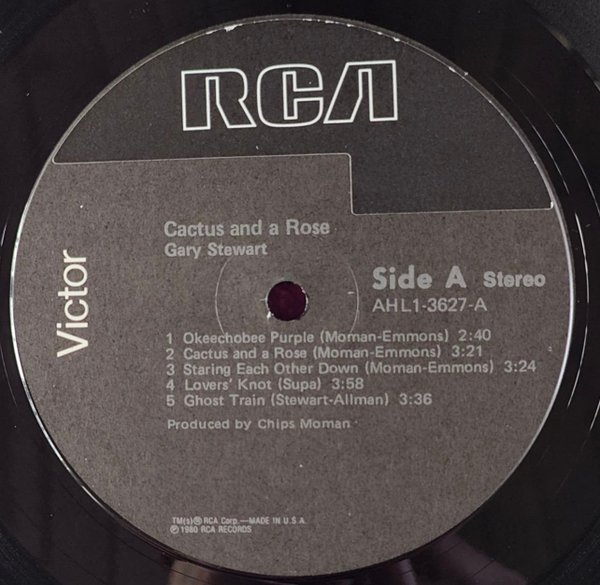 RCA
Victor
Cactus and a Rose
Gary Stewart
Side A Stereo
AHL1-3627-A
1 Okeechobee Purple (Moman-Emmons) 2:40
2 Cactus and a Rose (Moman-Emmons) 3:21
3 Staring Each Other Down (Moman-Emmons) 3:24
4 Lovers' Knot (Supa) 3:58
5 Ghost Train (Stewart-Allman) 3:36
Produced by Chips Moman
TM(s)® RCA Corp.—MADE IN U.S.A.
℗ 1980 RCA RECORDS